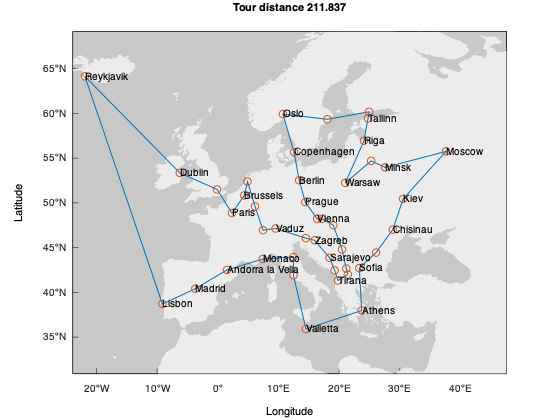 Tour distance 211.837
65°N
60°N
55°N
50°N
45°N
40°N
35°N
Latitude
Reykjavik
Oslo
Tallinn
Riga
Copenhagen
Moscow
Minsk
Dublin
Berlin
Warsaw
Brussels
Kiev
Prague
Paris
Vienna
Chisinau
Vaduz
Zagreb
Monaco
Sarajevo
Andorra la Vella
Sofia
Tirana
Madrid
Lisbon
Athens
Valletta
20°W
10°W
0°
10°E
20°E
30°E
40°E
Longitude